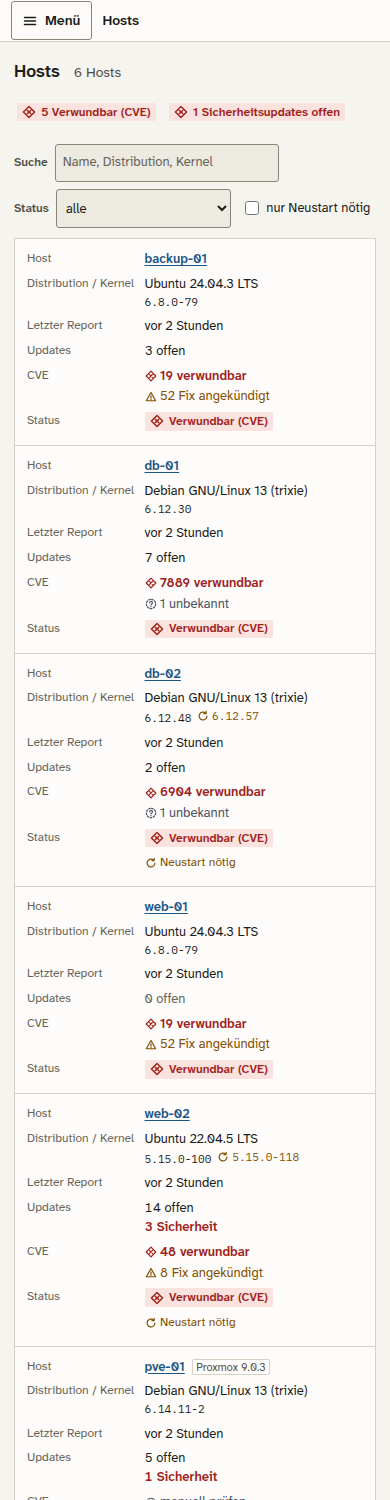 Menü Hosts
Hosts 6 Hosts
5 Verwundbar (CVE) 1 Sicherheitsupdates offen
Suche Name, Distribution, Kernel
Status alle nur Neustart nötig
Host backup-01
Distribution / Kernel Ubuntu 24.04.3 LTS
6.8.0-79
Letzter Report vor 2 Stunden
Updates 3 offen
CVE 19 verwundbar
52 Fix angekündigt
Status Verwundbar (CVE)
Host db-01
Distribution / Kernel Debian GNU/Linux 13 (trixie)
6.12.30
Letzter Report vor 2 Stunden
Updates 7 offen
CVE 7889 verwundbar
1 unbekannt
Status Verwundbar (CVE)
Host db-02
Distribution / Kernel Debian GNU/Linux 13 (trixie)
6.12.48 6.12.57
Letzter Report vor 2 Stunden
Updates 2 offen
CVE 6904 verwundbar
1 unbekannt
Status Verwundbar (CVE)
Neustart nötig
Host web-01
Distribution / Kernel Ubuntu 24.04.3 LTS
6.8.0-79
Letzter Report vor 2 Stunden
Updates 0 offen
CVE 19 verwundbar
52 Fix angekündigt
Status Verwundbar (CVE)
Host web-02
Distribution / Kernel Ubuntu 22.04.5 LTS
5.15.0-100 5.15.0-118
Letzter Report vor 2 Stunden
Updates 14 offen
3 Sicherheit
CVE 48 verwundbar
8 Fix angekündigt
Status Verwundbar (CVE)
Neustart nötig
Host pve-01 Proxmox 9.0.3
Distribution / Kernel Debian GNU/Linux 13 (trixie)
6.14.11-2
Letzter Report vor 2 Stunden
Updates 5 offen
1 Sicherheit